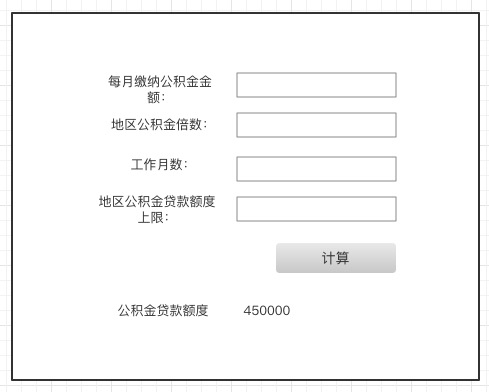 每月缴纳公积金金
额：
地区公积金倍数：
工作月数：
地区公积金贷款额度
上限：
计算
公积金贷款额度 450000